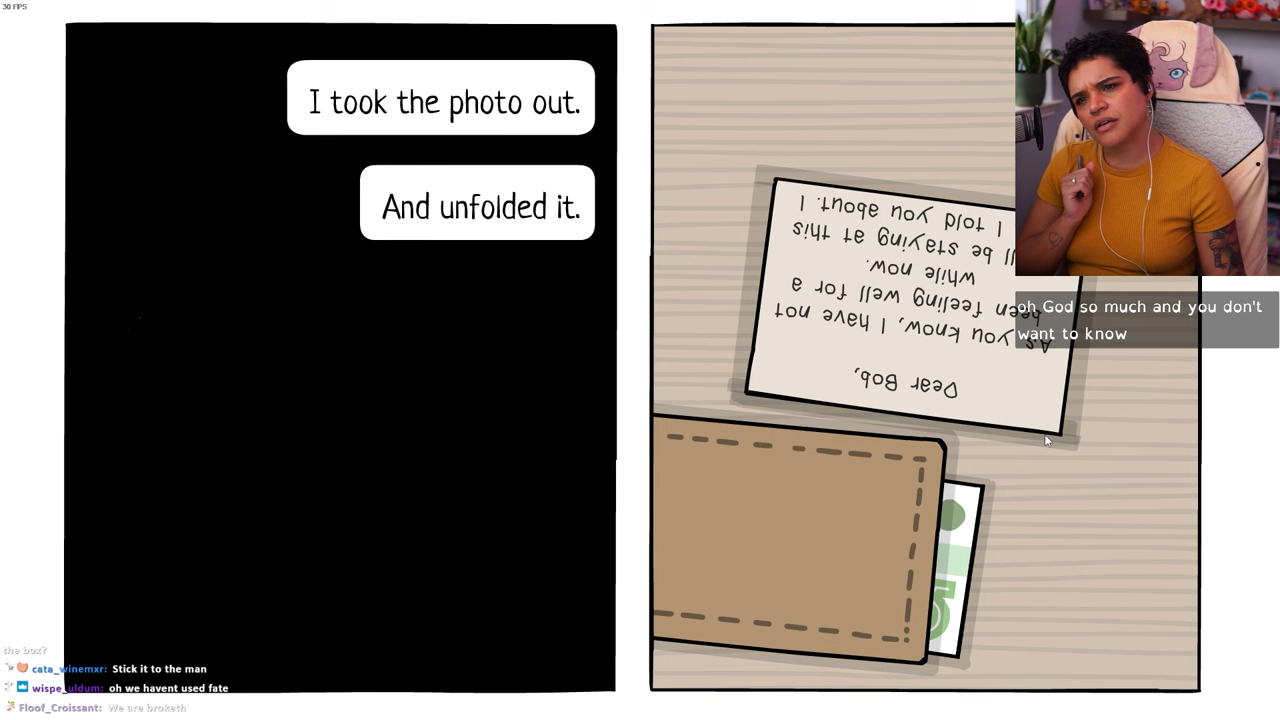 30 FPS
I took the photo out.
And unfolded it.
Dear Bob,
As you know, I have not
been feeling well for a
while now.
ll be staying at this
I told you about. I
oh God so much and you don't
want to know
the box?
cata_winemxr: Stick it to the man
wispe_uldum: oh we havent used fate
Floof_Croissant: We are broketh